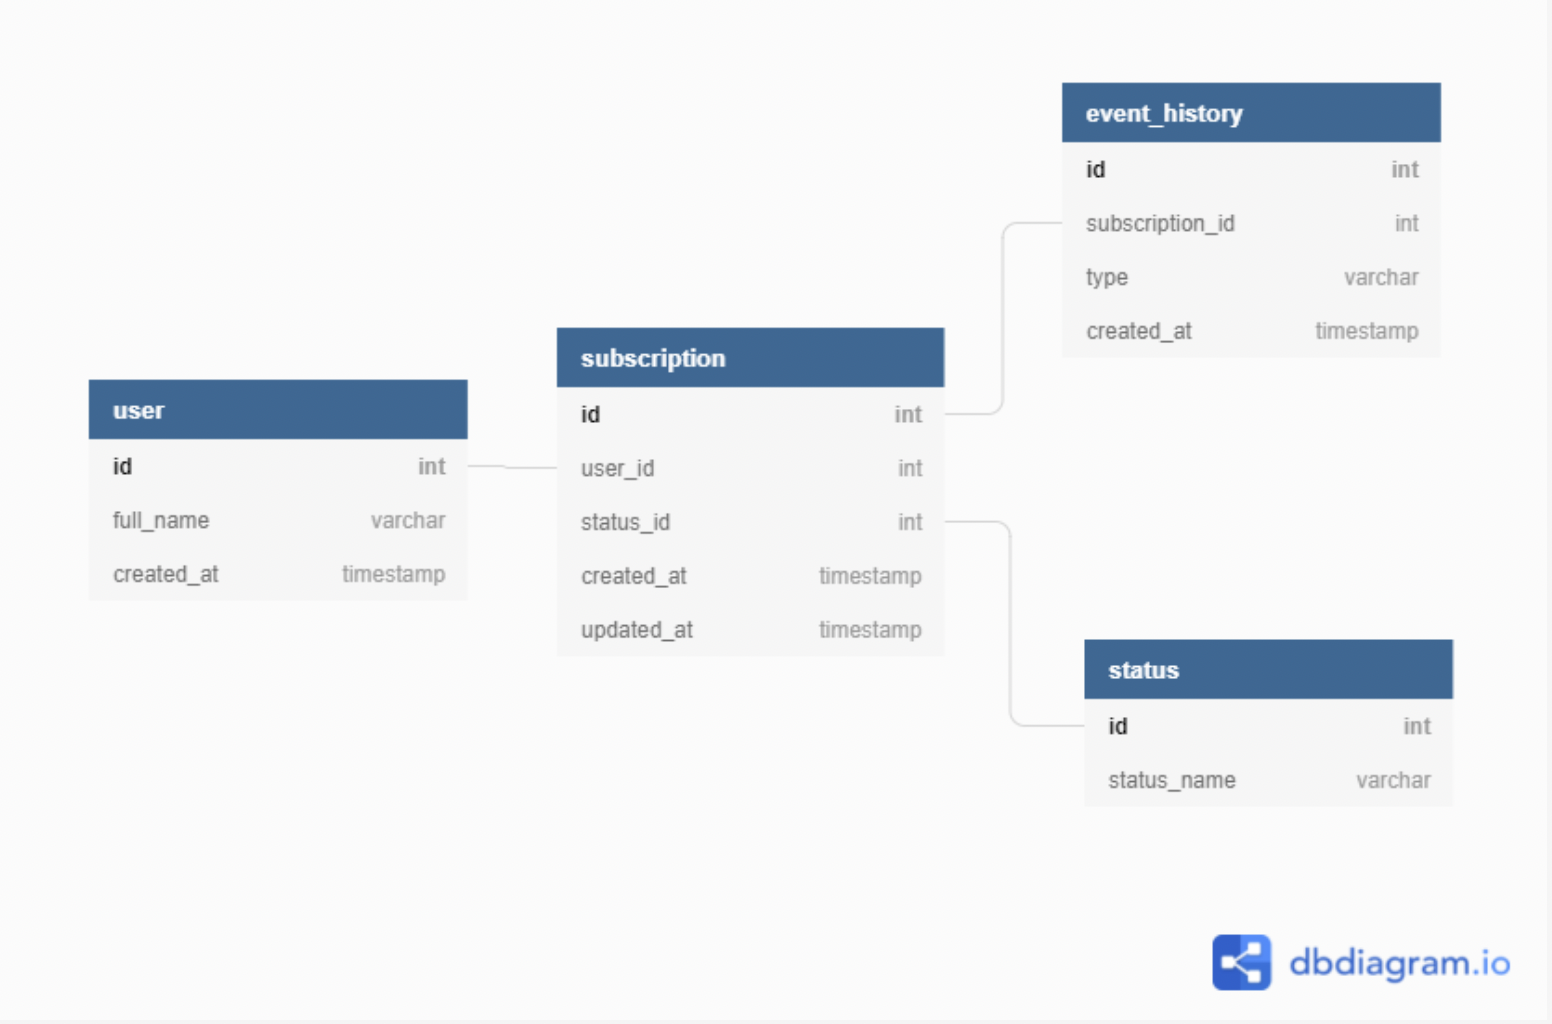 event_history
id int
subscription_id int
type varchar
created_at timestamp
subscription
id int
user_id int
status_id int
created_at timestamp
updated_at timestamp
user
id int
full_name varchar
created_at timestamp
status
id int
status_name varchar
dbdiagram.io